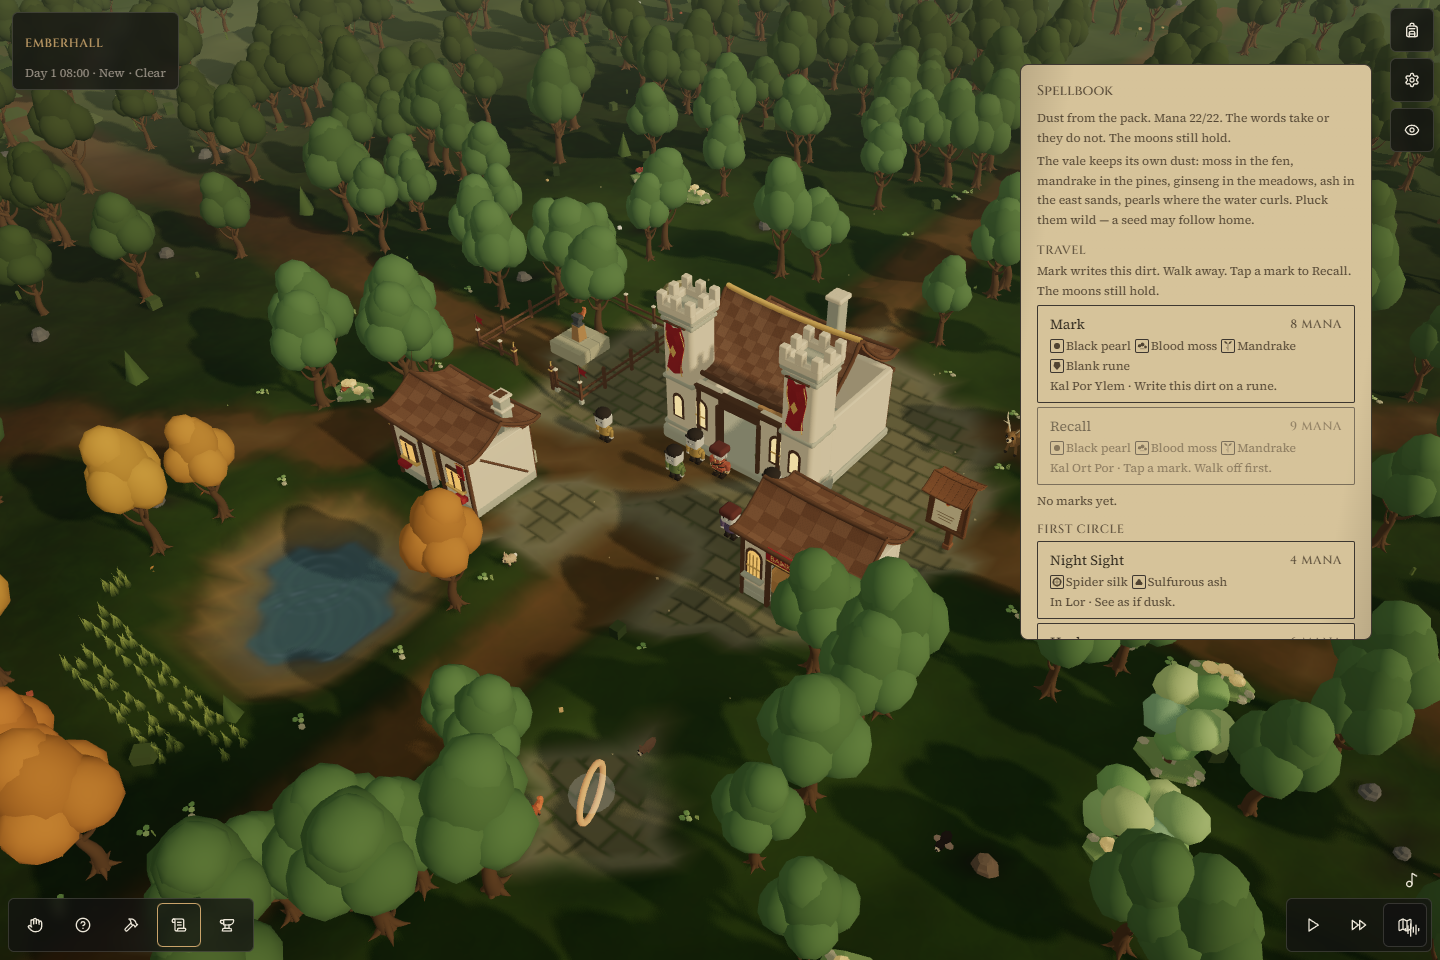 EMBERHALL
Day 1 08:00 · New · Clear
SPELLBOOK
Dust from the pack. Mana 22/22. The words take or
they do not. The moons still hold.
The vale keeps its own dust: moss in the fen,
mandrake in the pines, ginseng in the meadows, ash in
the east sands, pearls where the water curls. Pluck
them wild — a seed may follow home.
TRAVEL
Mark writes this dirt. Walk away. Tap a mark to Recall.
The moons still hold.
Mark 8 MANA
Black pearl Blood moss Mandrake
Blank rune
Kal Por Ylem · Write this dirt on a rune.
Recall 9 MANA
Black pearl Blood moss Mandrake
Kal Ort Por · Tap a mark. Walk off first.
No marks yet.
FIRST CIRCLE
Night Sight 4 MANA
Spider silk Sulfurous ash
In Lor · See as if dusk.